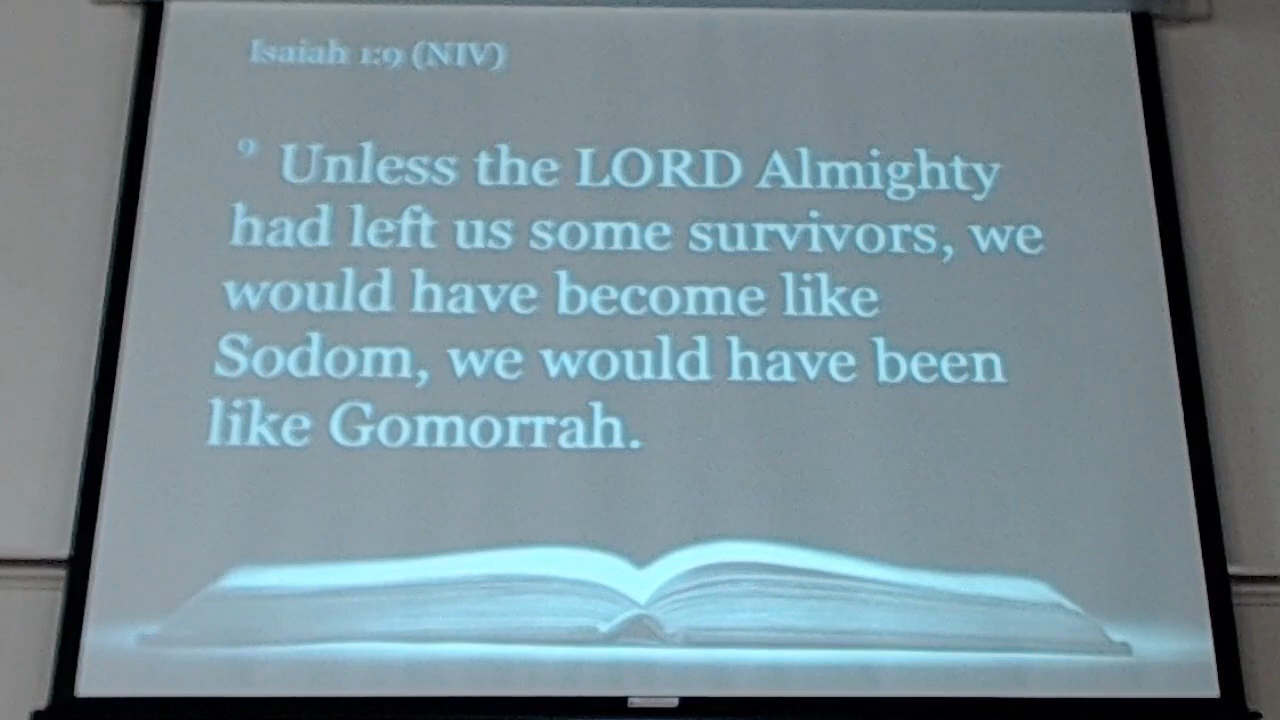 Isaiah 1:9 (NIV)
9 Unless the LORD Almighty
had left us some survivors, we
would have become like
Sodom, we would have been
like Gomorrah.